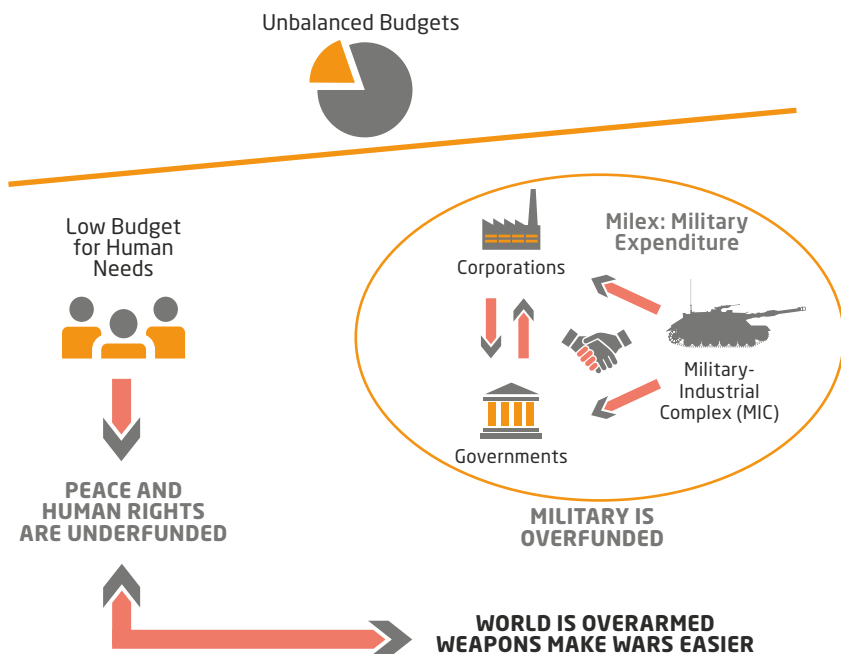 Unbalanced Budgets
Low Budget
for Human
Needs
PEACE AND
HUMAN RIGHTS
ARE UNDERFUNDED
Milex: Military
Expenditure
Corporations
Military-
Industrial
Complex (MIC)
Governments
MILITARY IS
OVERFUNDED
WORLD IS OVERARMED
WEAPONS MAKE WARS EASIER